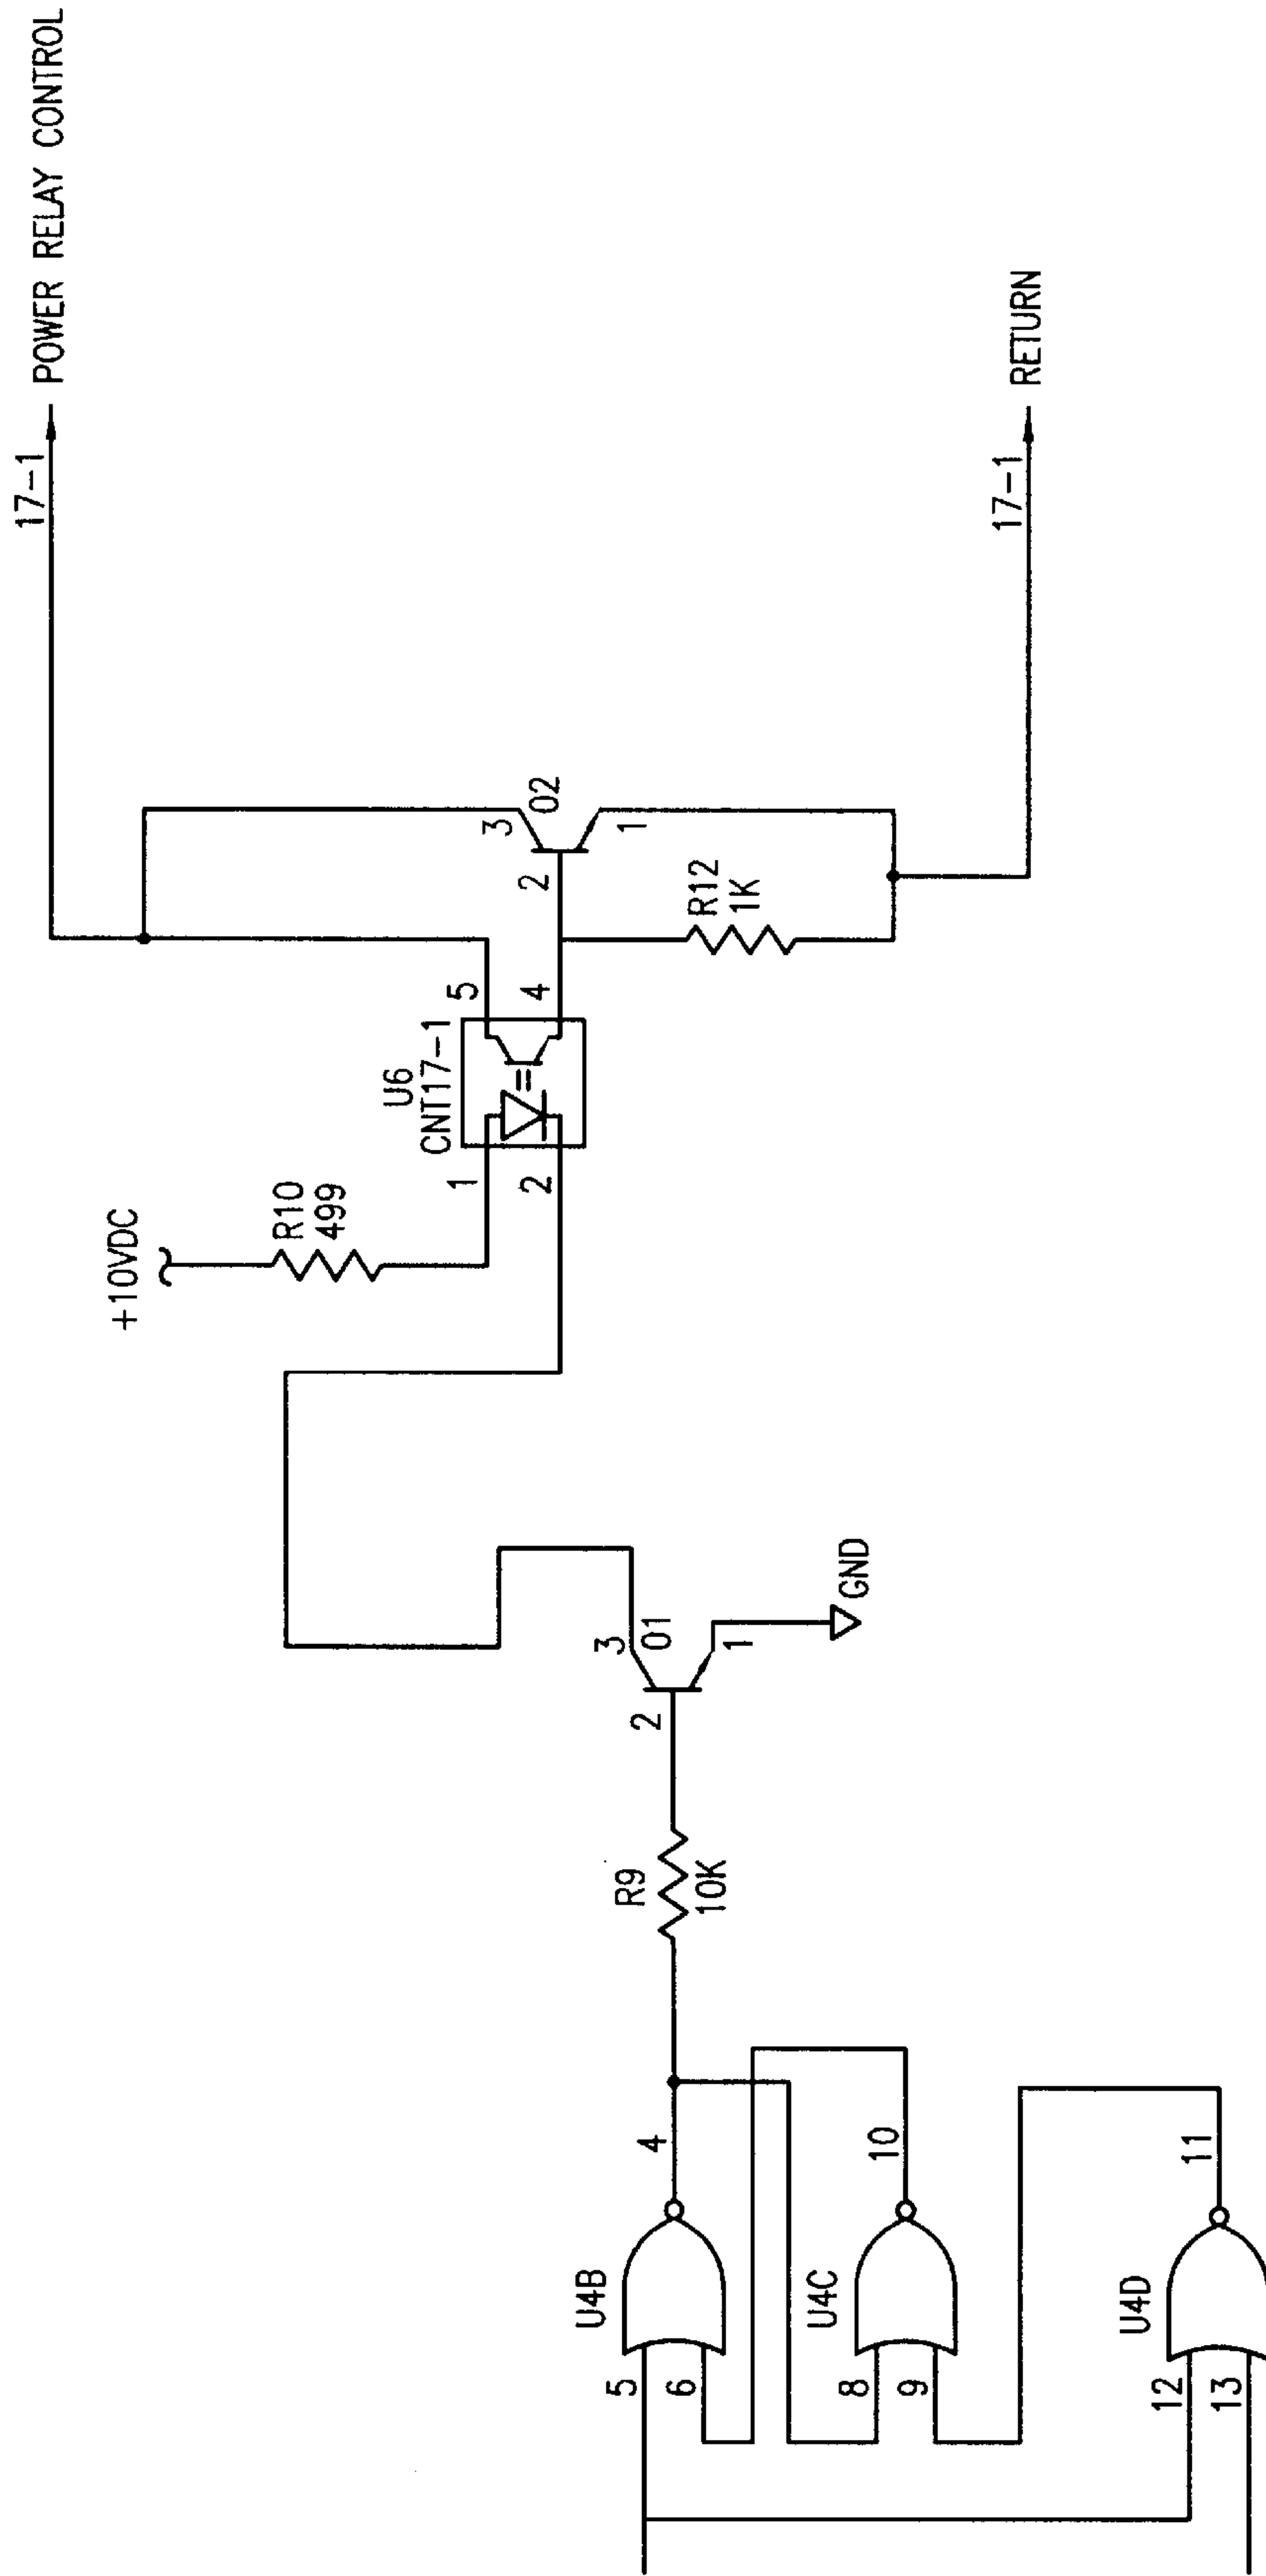 17-1 POWER RELAY CONTROL
+10VDC
R10
499
U6
CNT17-1
1
2
5
4
3
O2
2
1
R12
1K
17-1 RETURN
3
O1
2
1
GND
R9
10K
U4B
5
6
4
U4C
8
9
10
U4D
12
13
11